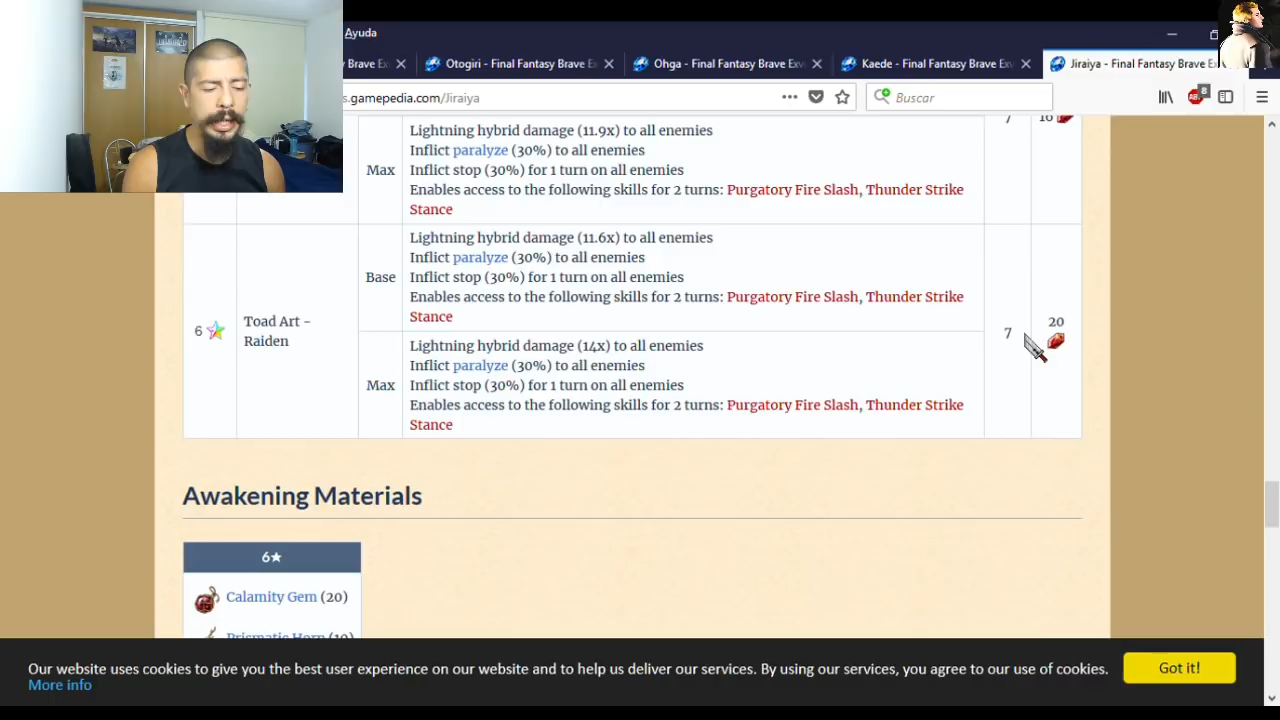 Ayuda
Brave Ex
Otogiri - Final Fantasy Brave E
Ohga - Final Fantasy Brave Exv
Kaede - Final Fantasy Brave Exv
Jiraiya - Final Fantasy Brave Ex
s.gamepedia.com/Jiraiya
Buscar
8
7
10
Max
Lightning hybrid damage (11.9x) to all enemies
Inflict paralyze (30%) to all enemies
Inflict stop (30%) for 1 turn on all enemies
Enables access to the following skills for 2 turns: Purgatory Fire Slash, Thunder Strike
Stance
6
Toad Art -
Raiden
Base
Lightning hybrid damage (11.6x) to all enemies
Inflict paralyze (30%) to all enemies
Inflict stop (30%) for 1 turn on all enemies
Enables access to the following skills for 2 turns: Purgatory Fire Slash, Thunder Strike
Stance
Max
Lightning hybrid damage (14x) to all enemies
Inflict paralyze (30%) to all enemies
Inflict stop (30%) for 1 turn on all enemies
Enables access to the following skills for 2 turns: Purgatory Fire Slash, Thunder Strike
Stance
7
20
Awakening Materials
6★
Calamity Gem (20)
Prismatic Horn (10)
Our website uses cookies to give you the best user experience on our website and to help us deliver our services. By using our services, you agree to our use of cookies.
More info
Got it!